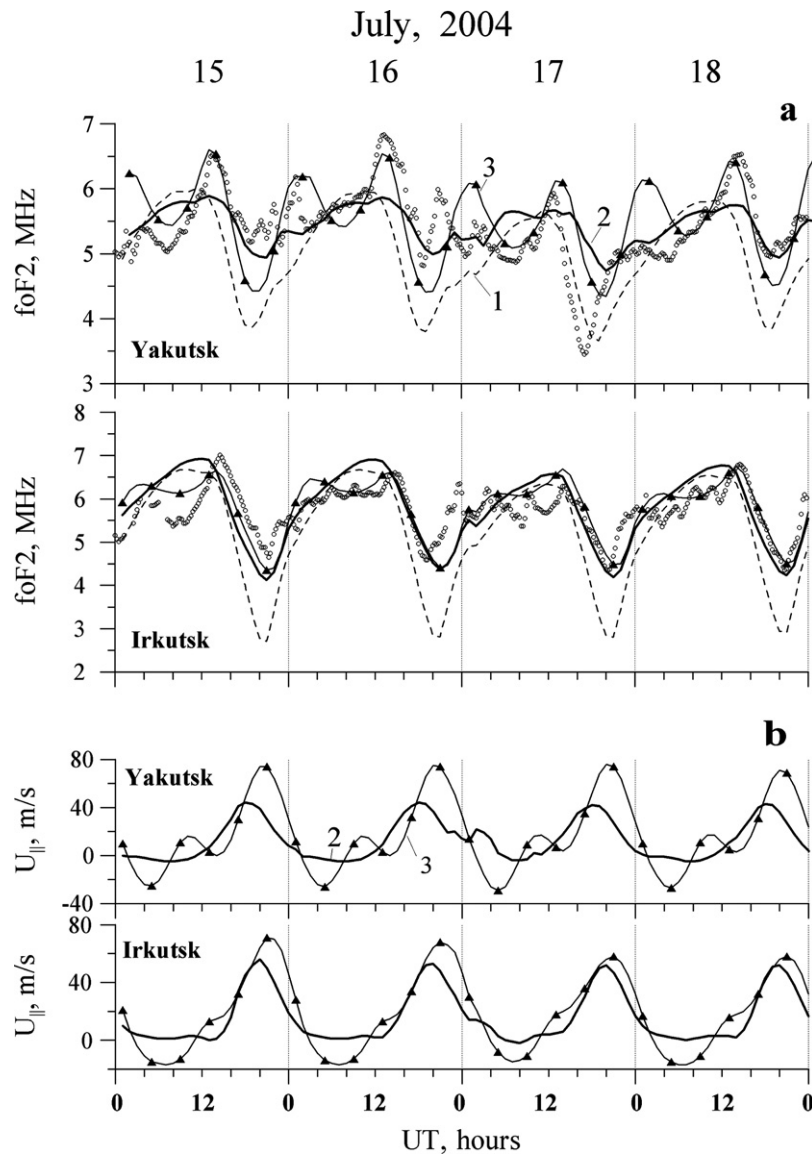 July, 2004
15 16 17 18
a
7
6
5
4
3
foF2, MHz
3
2
1
Yakutsk
8
7
6
5
4
3
2
foF2, MHz
Irkutsk
b
80
40
0
-40
U||, m/s
Yakutsk
2
3
80
40
0
U||, m/s
Irkutsk
0 12 0 12 0 12 0 12 0
UT, hours